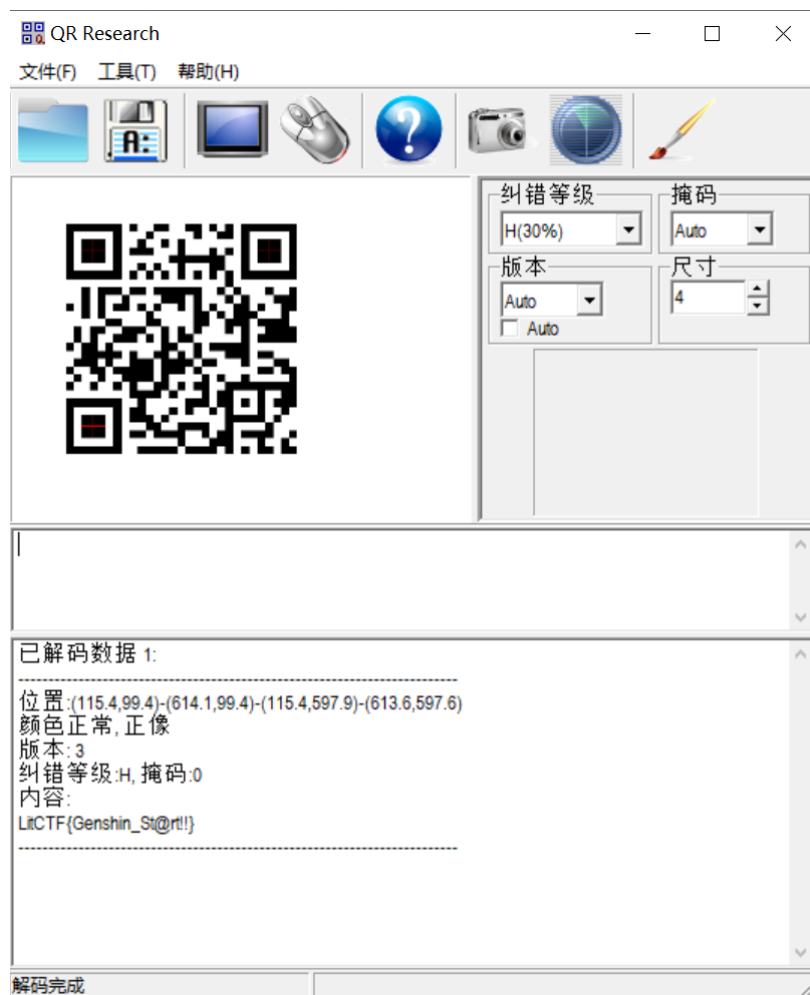 QR Research
文件(F) 工具(T) 帮助(H)
A:
?
纠错等级 掩码
H(30%) Auto
版本 尺寸
Auto 4
Auto
已解码数据 1:
---------------------------------------------------------------------------
位置:(115.4,99.4)-(614.1,99.4)-(115.4,597.9)-(613.6,597.6)
颜色正常, 正像
版本: 3
纠错等级:H, 掩码:0
内容:
LitCTF{Genshin_St@rt!!}
---------------------------------------------------------------------------
解码完成